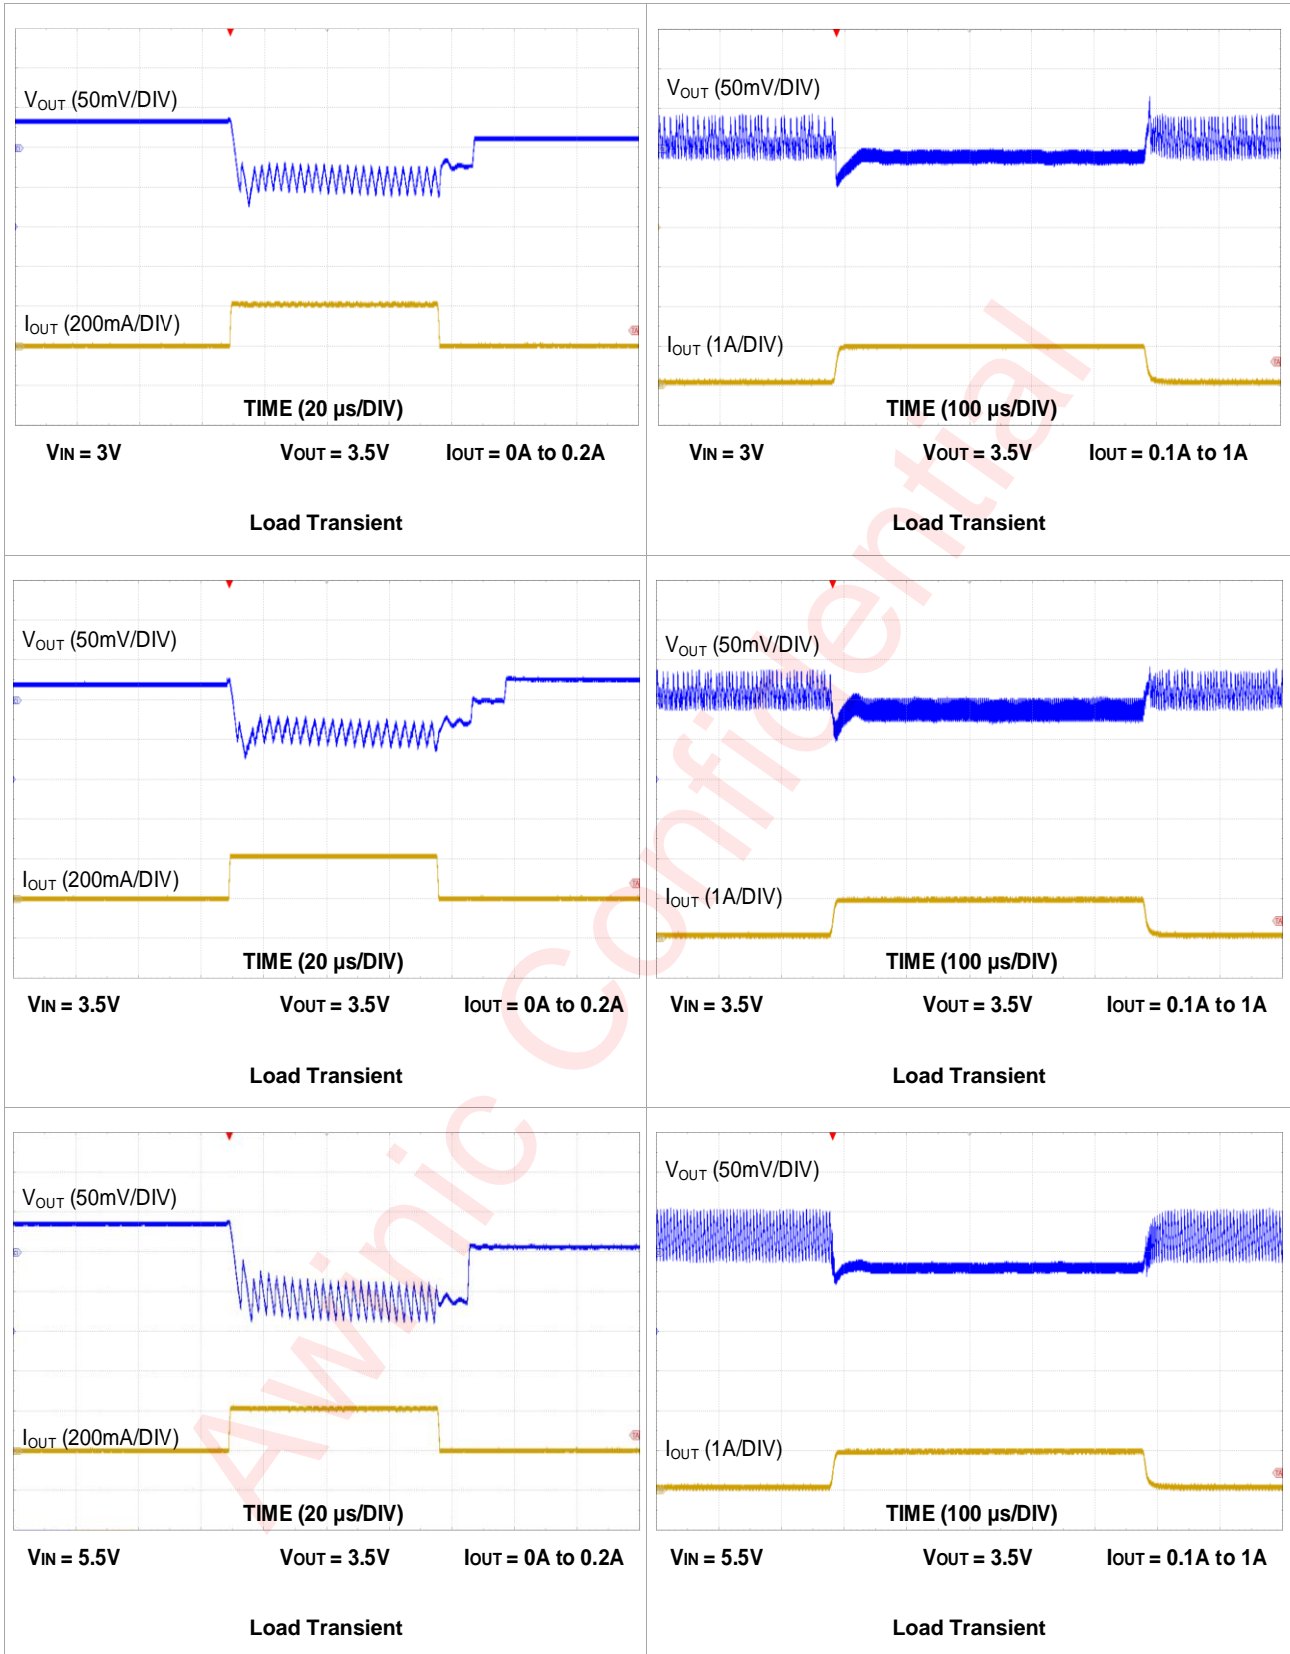 VOUT (50mV/DIV)
IOUT (200mA/DIV)
TIME (20 µs/DIV)
VIN = 3V VOUT = 3.5V IOUT = 0A to 0.2A
Load Transient
VOUT (50mV/DIV)
IOUT (1A/DIV)
TIME (100 µs/DIV)
VIN = 3V VOUT = 3.5V IOUT = 0.1A to 1A
Load Transient
VOUT (50mV/DIV)
IOUT (200mA/DIV)
TIME (20 µs/DIV)
VIN = 3.5V VOUT = 3.5V IOUT = 0A to 0.2A
Load Transient
VOUT (50mV/DIV)
IOUT (1A/DIV)
TIME (100 µs/DIV)
VIN = 3.5V VOUT = 3.5V IOUT = 0.1A to 1A
Load Transient
VOUT (50mV/DIV)
IOUT (200mA/DIV)
TIME (20 µs/DIV)
VIN = 5.5V VOUT = 3.5V IOUT = 0A to 0.2A
Load Transient
VOUT (50mV/DIV)
IOUT (1A/DIV)
TIME (100 µs/DIV)
VIN = 5.5V VOUT = 3.5V IOUT = 0.1A to 1A
Load Transient
Awinic Confidential